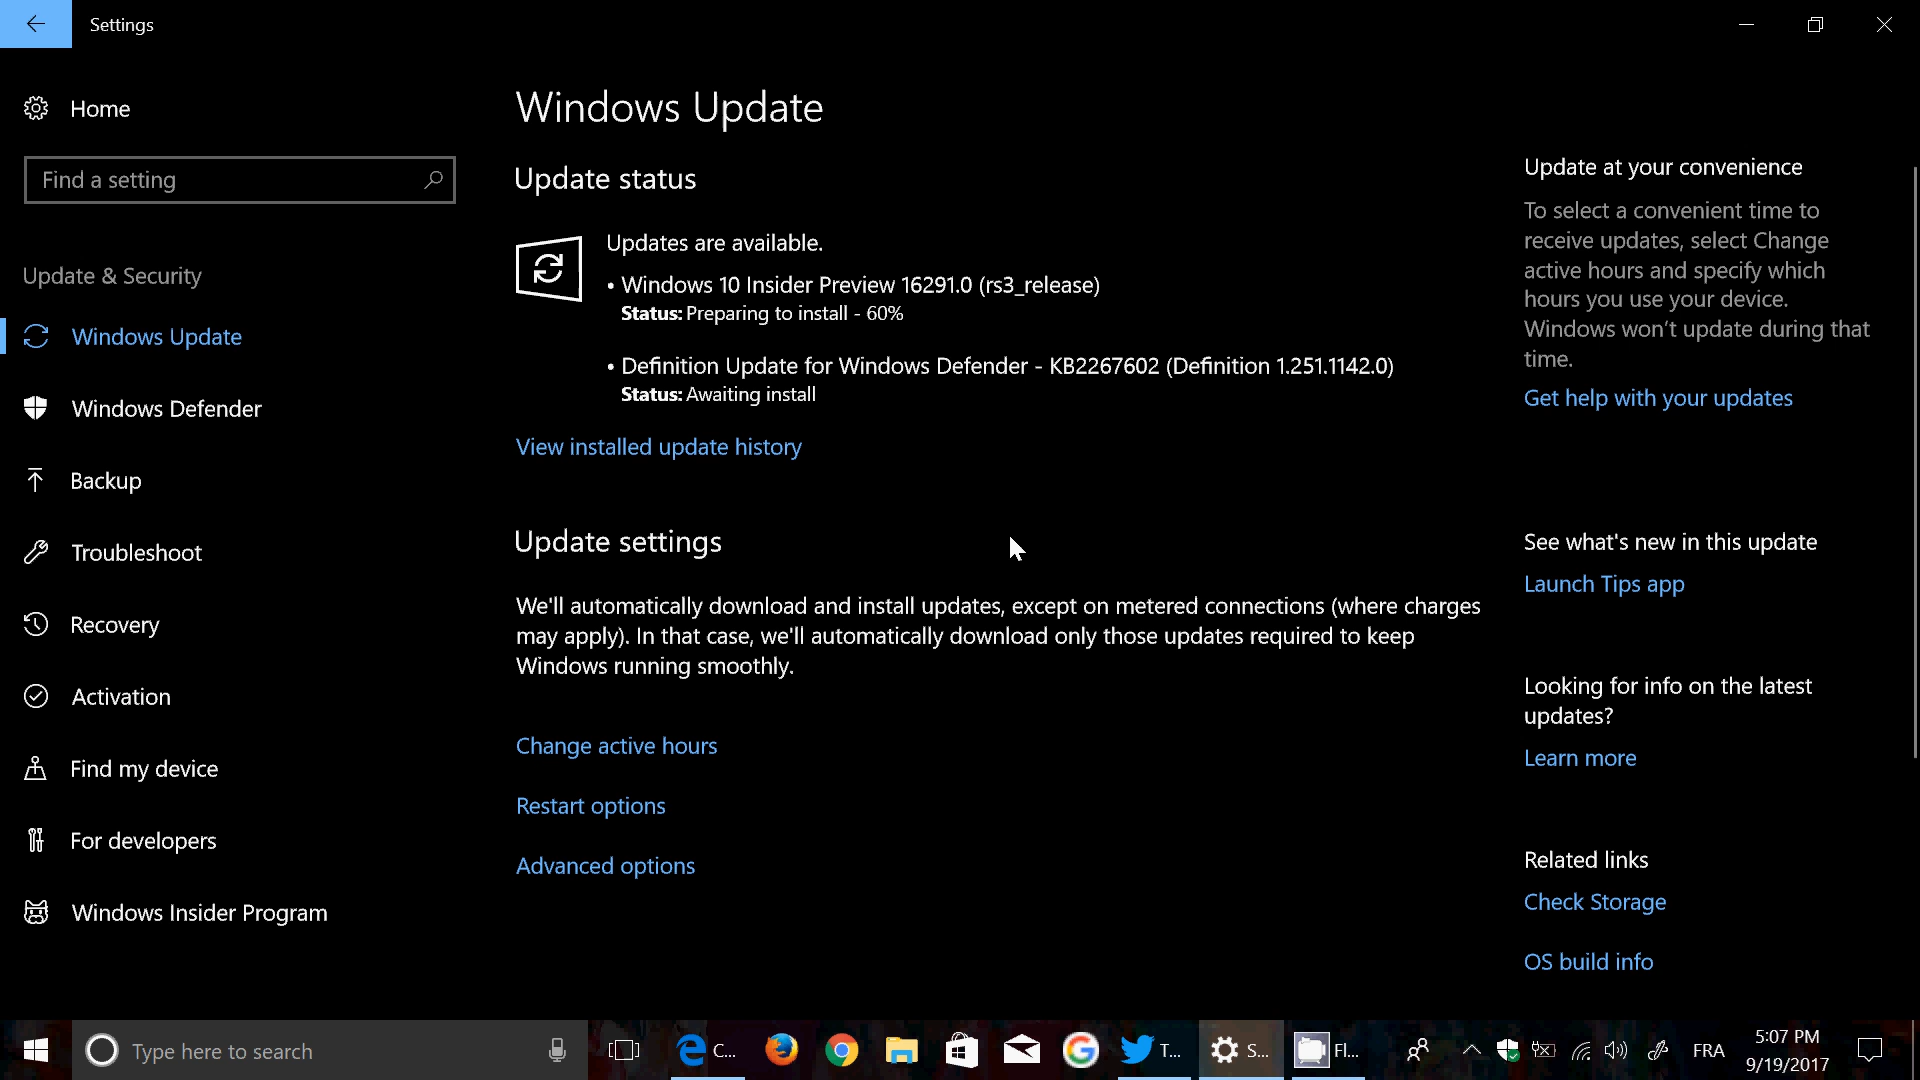 Settings
Home
Find a setting
Update & Security
Windows Update
Windows Defender
Backup
Troubleshoot
Recovery
Activation
Find my device
For developers
Windows Insider Program
Windows Update
Update status
Updates are available.
• Windows 10 Insider Preview 16291.0 (rs3_release)
Status: Preparing to install - 60%
• Definition Update for Windows Defender - KB2267602 (Definition 1.251.1142.0)
Status: Awaiting install
View installed update history
Update settings
We'll automatically download and install updates, except on metered connections (where charges
may apply). In that case, we'll automatically download only those updates required to keep
Windows running smoothly.
Change active hours
Restart options
Advanced options
Update at your convenience
To select a convenient time to
receive updates, select Change
active hours and specify which
hours you use your device.
Windows won't update during that
time.
Get help with your updates
See what's new in this update
Launch Tips app
Looking for info on the latest
updates?
Learn more
Related links
Check Storage
OS build info
Type here to search
C...
T...
S...
Fl...
FRA
5:07 PM
9/19/2017